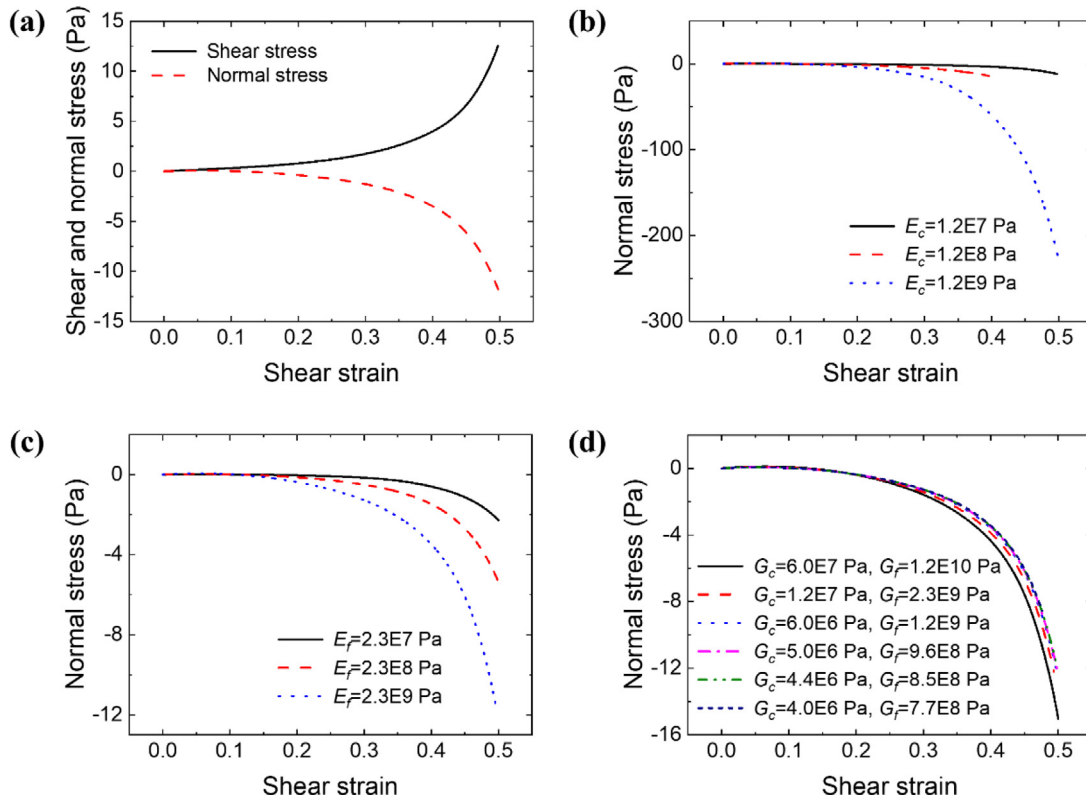 (a)
Shear and normal stress (Pa)
15
10
5
0
-5
-10
-15
Shear stress
Normal stress
0.0 0.1 0.2 0.3 0.4 0.5
Shear strain
(b)
Normal stress (Pa)
0
-100
-200
-300
E_c=1.2E7 Pa
E_c=1.2E8 Pa
E_c=1.2E9 Pa
0.0 0.1 0.2 0.3 0.4 0.5
Shear strain
(c)
Normal stress (Pa)
0
-4
-8
-12
E_f=2.3E7 Pa
E_f=2.3E8 Pa
E_f=2.3E9 Pa
0.0 0.1 0.2 0.3 0.4 0.5
Shear strain
(d)
Normal stress (Pa)
0
-4
-8
-12
-16
G_c=6.0E7 Pa, G_f=1.2E10 Pa
G_c=1.2E7 Pa, G_f=2.3E9 Pa
G_c=6.0E6 Pa, G_f=1.2E9 Pa
G_c=5.0E6 Pa, G_f=9.6E8 Pa
G_c=4.4E6 Pa, G_f=8.5E8 Pa
G_c=4.0E6 Pa, G_f=7.7E8 Pa
0.0 0.1 0.2 0.3 0.4 0.5
Shear strain